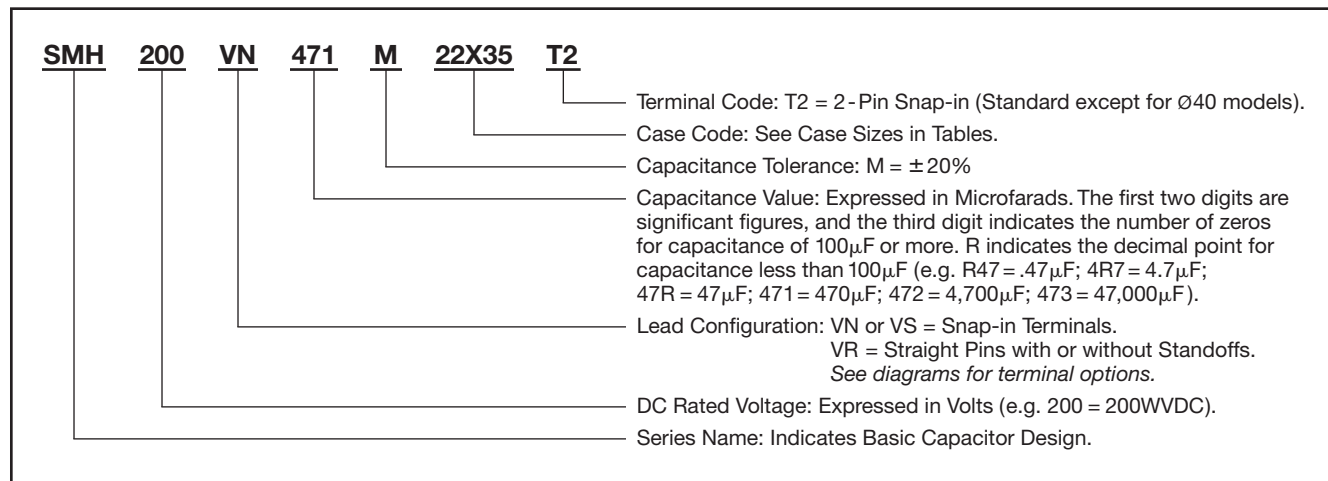 SMH 200 VN 471 M 22X35 T2
Terminal Code: T2 = 2-Pin Snap-in (Standard except for Ø40 models).
Case Code: See Case Sizes in Tables.
Capacitance Tolerance: M = ±20%
Capacitance Value: Expressed in Microfarads. The first two digits are
significant figures, and the third digit indicates the number of zeros
for capacitance of 100µF or more. R indicates the decimal point for
capacitance less than 100µF (e.g. R47 = .47µF; 4R7 = 4.7µF;
47R = 47µF; 471 = 470µF; 472 = 4,700µF; 473 = 47,000µF).
Lead Configuration: VN or VS = Snap-in Terminals.
VR = Straight Pins with or without Standoffs.
See diagrams for terminal options.
DC Rated Voltage: Expressed in Volts (e.g. 200 = 200WVDC).
Series Name: Indicates Basic Capacitor Design.